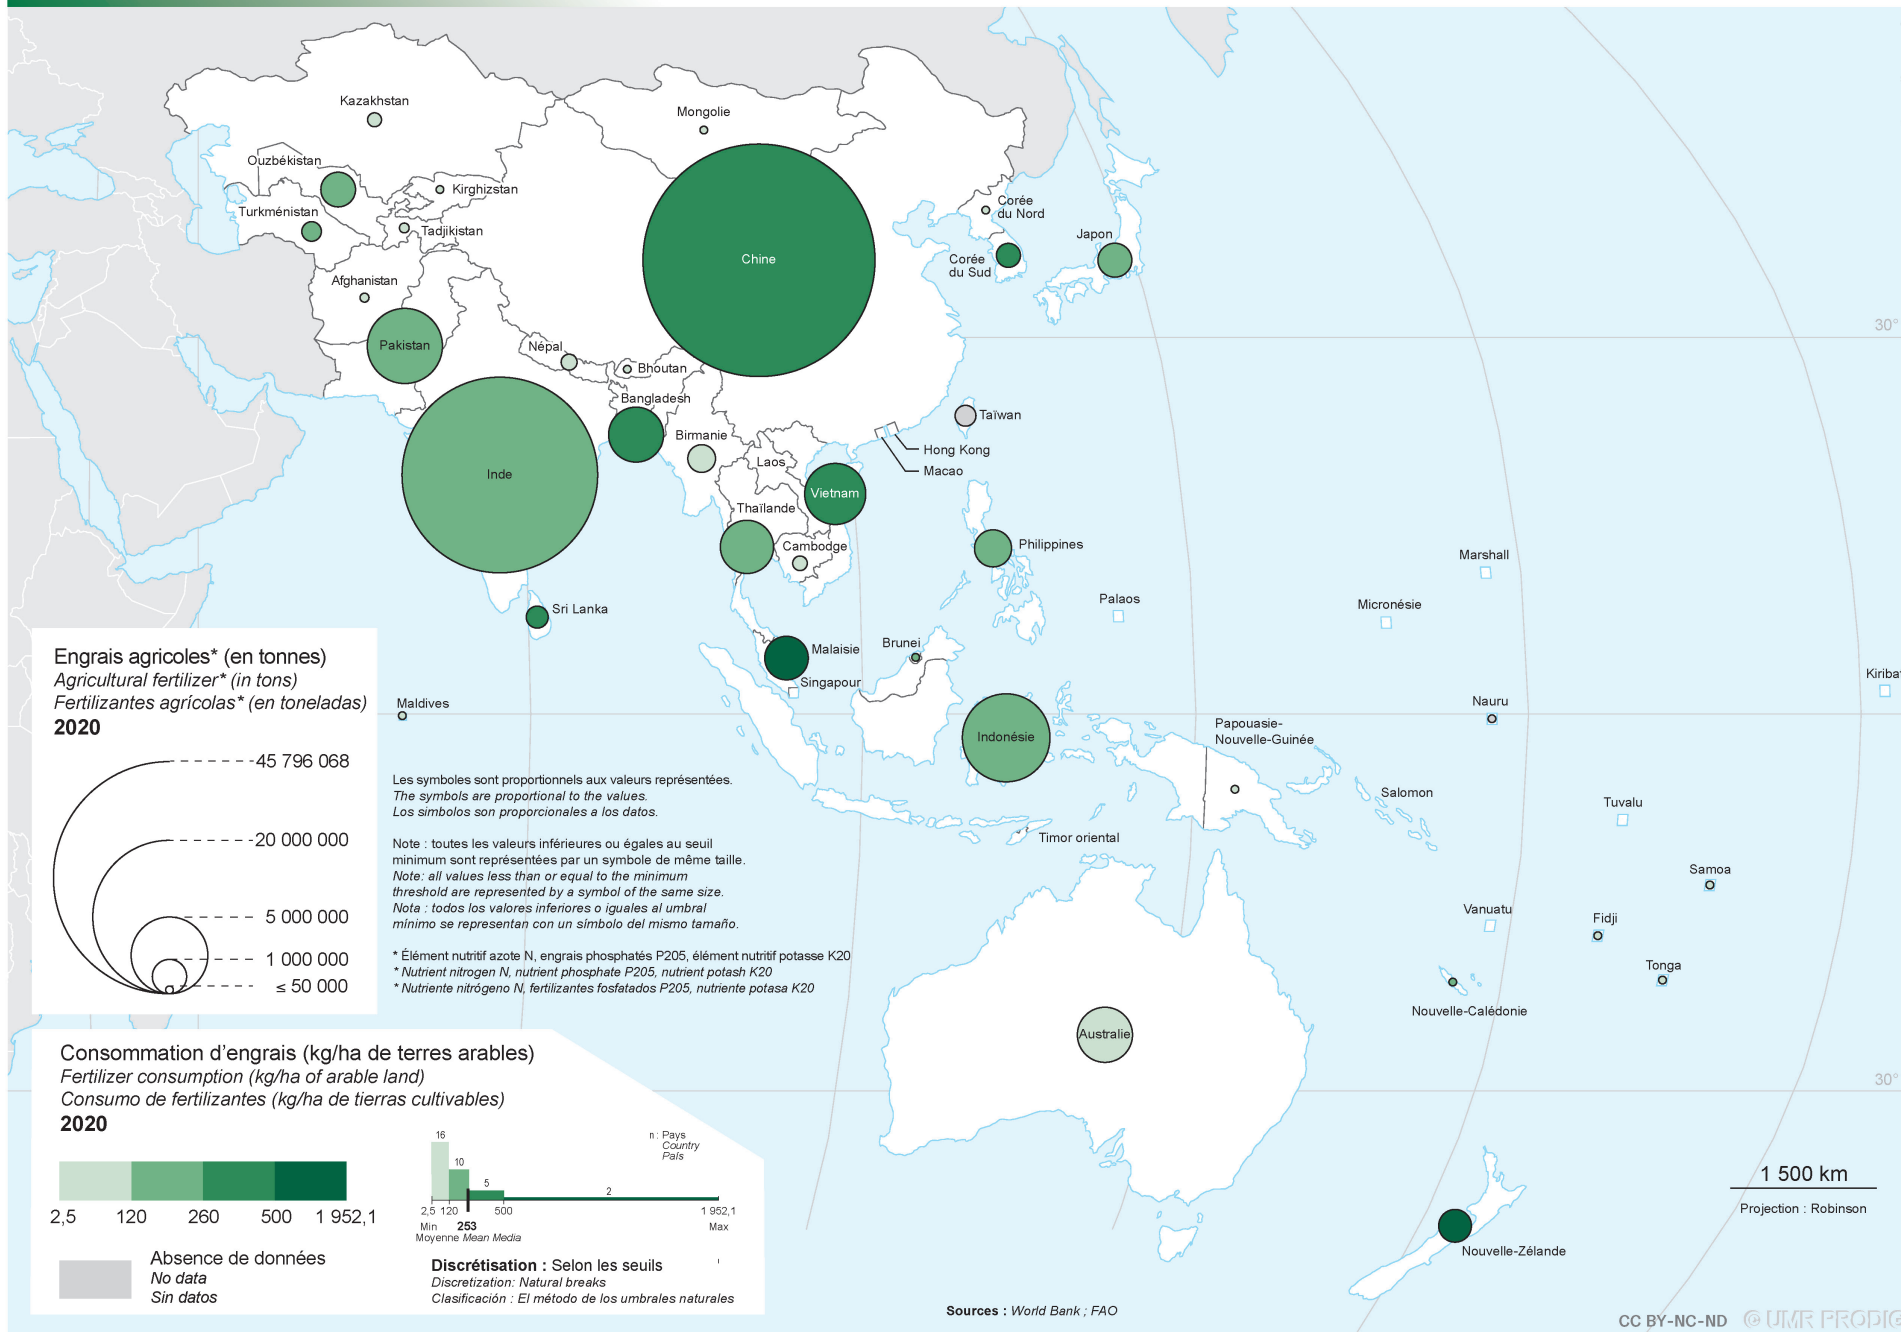 Kazakhstan
Mongolie
Ouzbékistan
Kirghizstan
Turkménistan
Tadjikistan
Corée
du Nord
Japon
Corée
du Sud
Chine
Afghanistan
30°
Pakistan
Népal
Bhoutan
Bangladesh
Taïwan
Birmanie
Hong Kong
Laos
Macao
Inde
Vietnam
Thaïlande
Cambodge
Philippines
Marshall
Palaos
Micronésie
Sri Lanka
Malaisie
Brunei
Singapour
Kiriba
Maldives
Nauru
Indonésie
Papouasie-
Nouvelle-Guinée
Salomon
Tuvalu
Timor oriental
Samoa
Vanuatu
Fidji
Tonga
Nouvelle-Calédonie
Australie
30°
Nouvelle-Zélande
Engrais agricoles* (en tonnes)
Agricultural fertilizer* (in tons)
Fertilizantes agrícolas* (en toneladas)
2020
45 796 068
20 000 000
5 000 000
1 000 000
≤ 50 000
Les symboles sont proportionnels aux valeurs représentées.
The symbols are proportional to the values.
Los simbolos son proporcionales a los datos.
Note : toutes les valeurs inférieures ou égales au seuil
minimum sont représentées par un symbole de même taille.
Note: all values less than or equal to the minimum
threshold are represented by a symbol of the same size.
Nota : todos los valores inferiores o iguales al umbral
mínimo se representan con un símbolo del mismo tamaño.
* Élément nutritif azote N, engrais phosphatés P205, élément nutritif potasse K20
* Nutrient nitrogen N, nutrient phosphate P205, nutrient potash K20
* Nutriente nitrógeno N, fertilizantes fosfatados P205, nutriente potasa K20
Consommation d'engrais (kg/ha de terres arables)
Fertilizer consumption (kg/ha of arable land)
Consumo de fertilizantes (kg/ha de tierras cultivables)
2020
2,5 120 260 500 1 952,1
Absence de données
No data
Sin datos
n : Pays
Country
País
16
10
5
2
2,5 120 500 1 952,1
Min 253 Max
Moyenne Mean Media
Discrétisation : Selon les seuils
Discretization: Natural breaks
Clasificación : El método de los umbrales naturales
1 500 km
Projection : Robinson
Sources : World Bank ; FAO
CC BY-NC-ND © UMR PRODIG